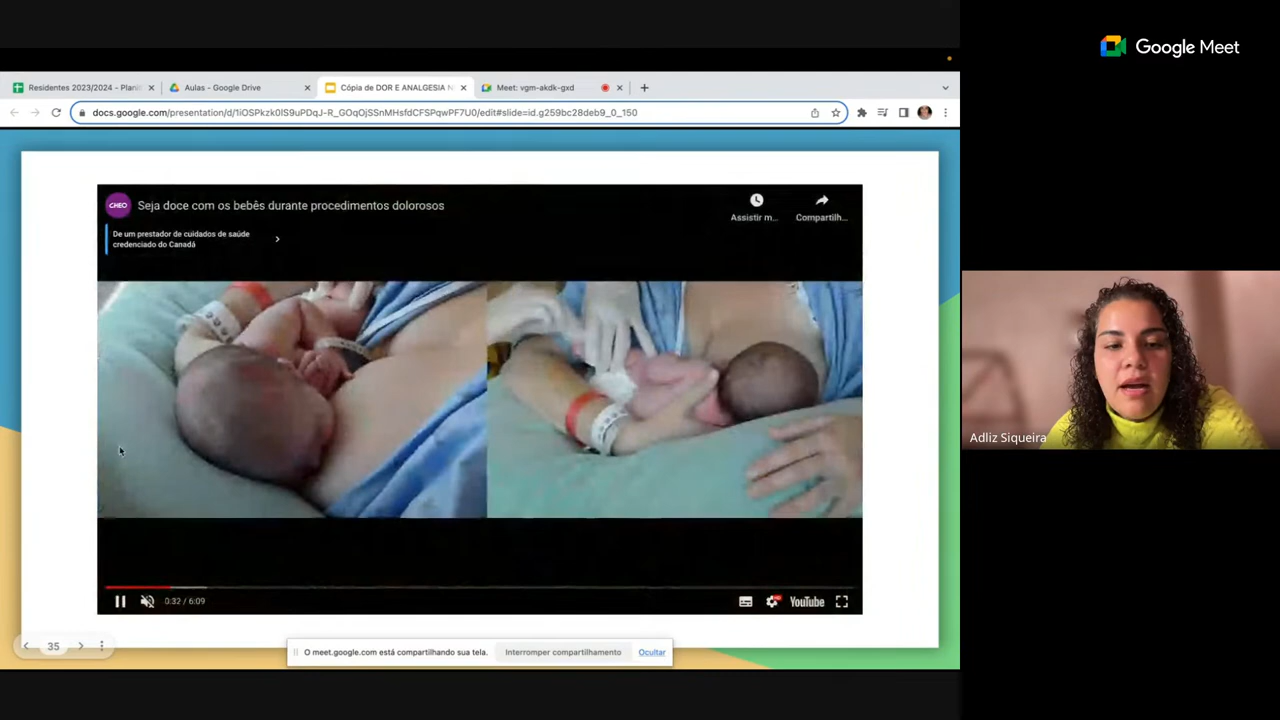 Google Meet
Residentes 2023/2024 - Plani
Aulas - Google Drive
Cópia de DOR E ANALGESIA N
Meet: vgm-akdk-gxd
docs.google.com/presentation/d/1iOSPkzk0lS9uPDqJ-R_GOqOjSSnMHsfdCFSPqwPF7U0/edit#slide=id.g259bc28deb9_0_150
CHEO
Seja doce com os bebês durante procedimentos dolorosos
Assistir m...
Compartilh...
De um prestador de cuidados de saúde
credenciado do Canadá
Adliz Siqueira
0:32 / 6:09
YouTube
35
O meet.google.com está compartilhando sua tela.
Interromper compartilhamento
Ocultar